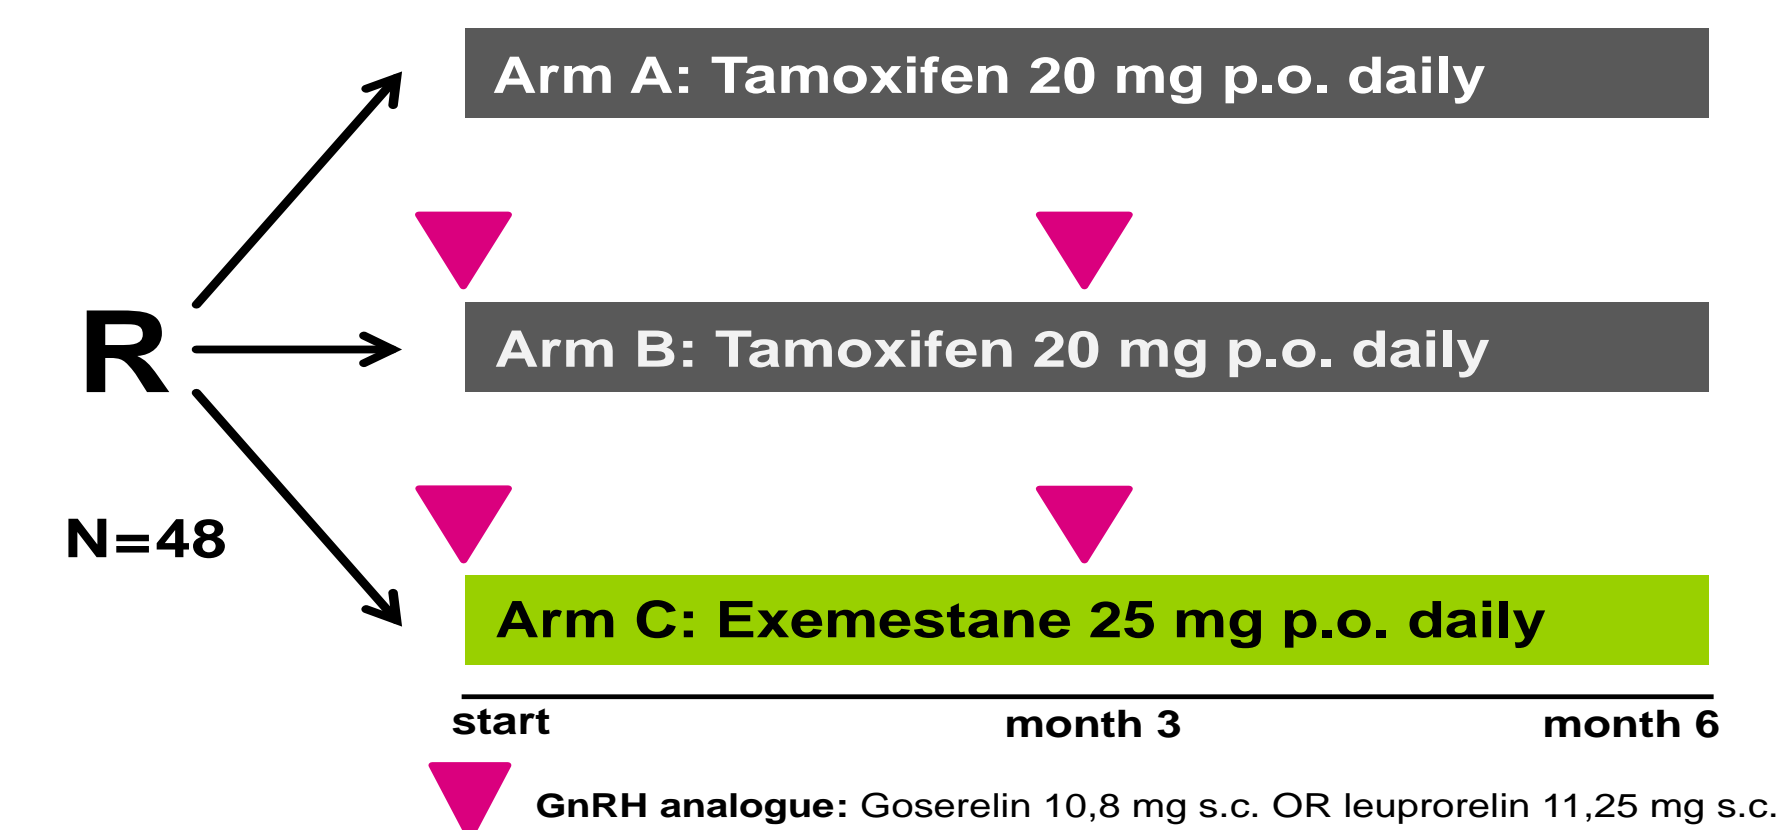 Arm A: Tamoxifen 20 mg p.o. daily
R
Arm B: Tamoxifen 20 mg p.o. daily
N=48
Arm C: Exemestane 25 mg p.o. daily
start month 3 month 6
GnRH analogue: Goserelin 10,8 mg s.c. OR leuprorelin 11,25 mg s.c.